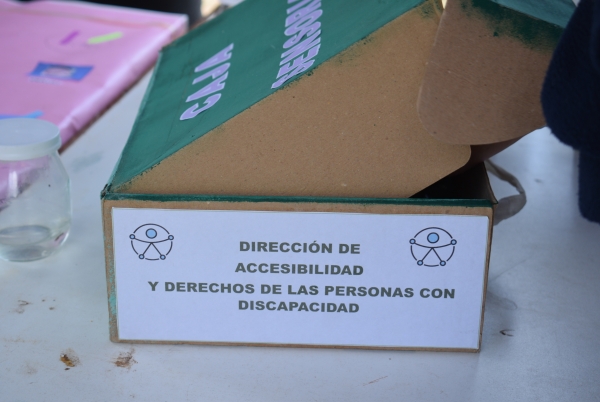 CAJA
SENSORIAL
DIRECCIÓN DE
ACCESIBILIDAD
Y DERECHOS DE LAS PERSONAS CON
DISCAPACIDAD